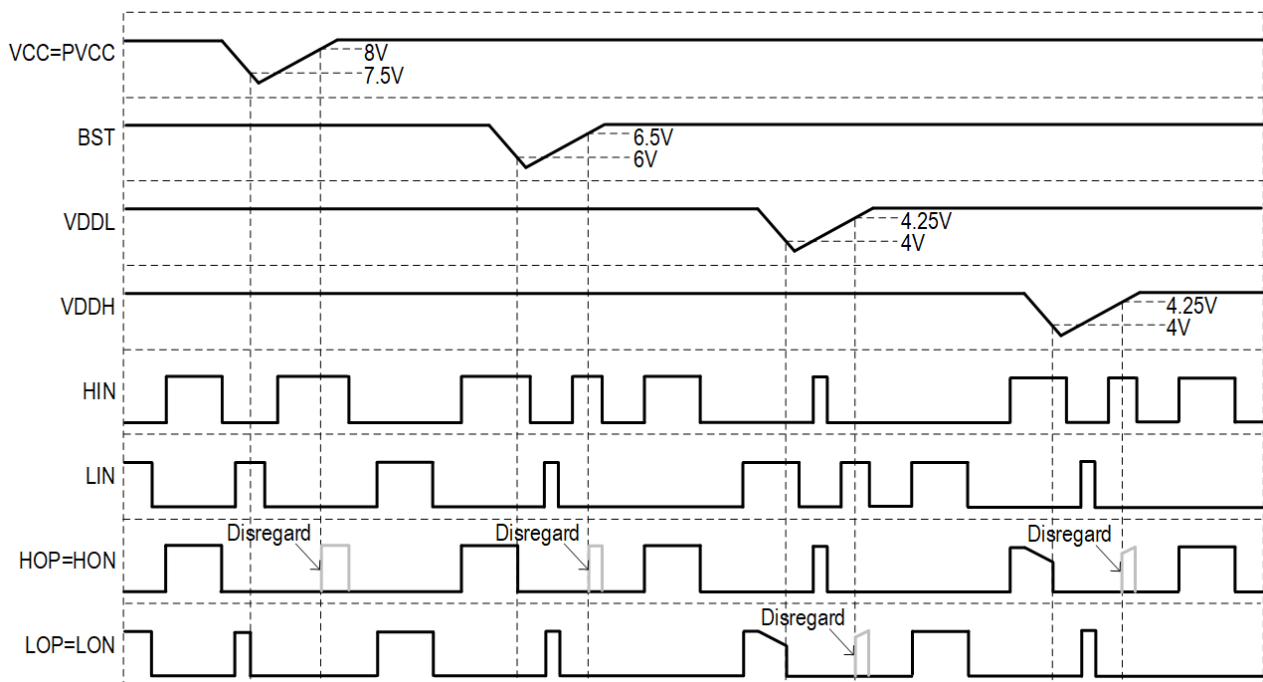 VCC=PVCC
8V
7.5V
BST
6.5V
6V
VDDL
4.25V
4V
VDDH
4.25V
4V
HIN
LIN
HOP=HON
Disregard
Disregard
Disregard
LOP=LON
Disregard